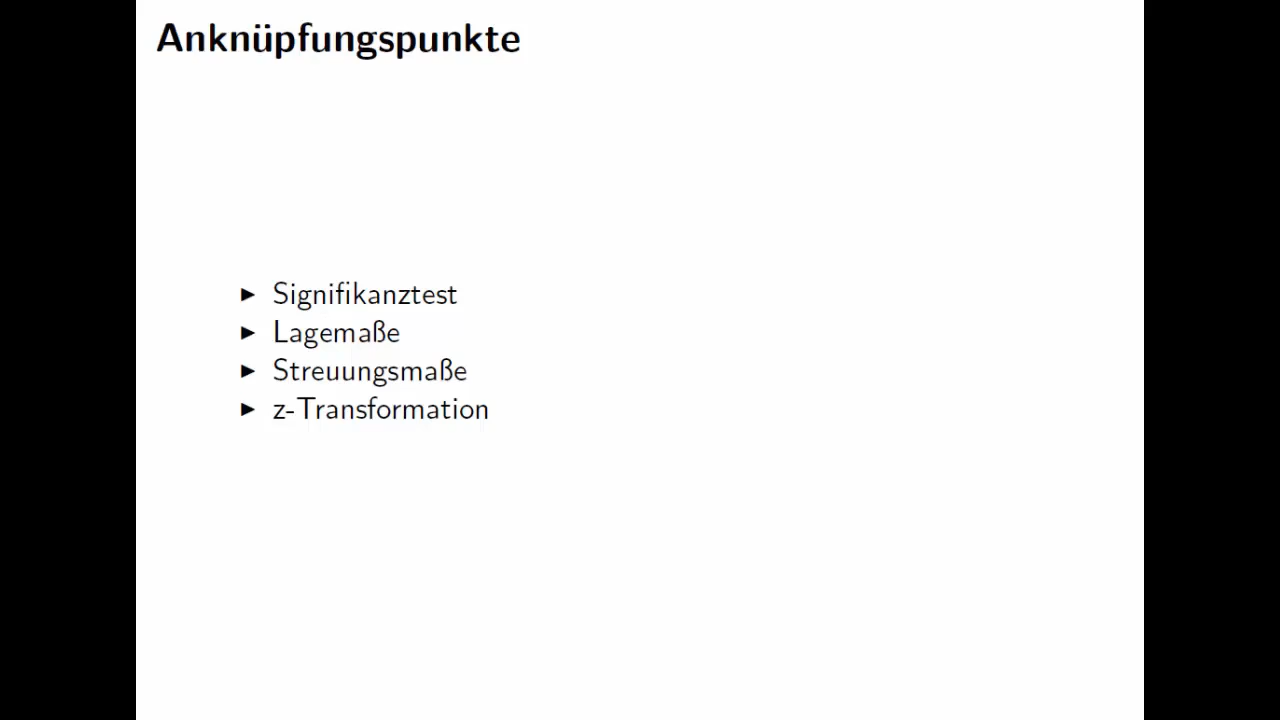 Anknüpfungspunkte
▶ Signifikanztest
▶ Lagemaße
▶ Streuungsmaße
▶ z-Transformation